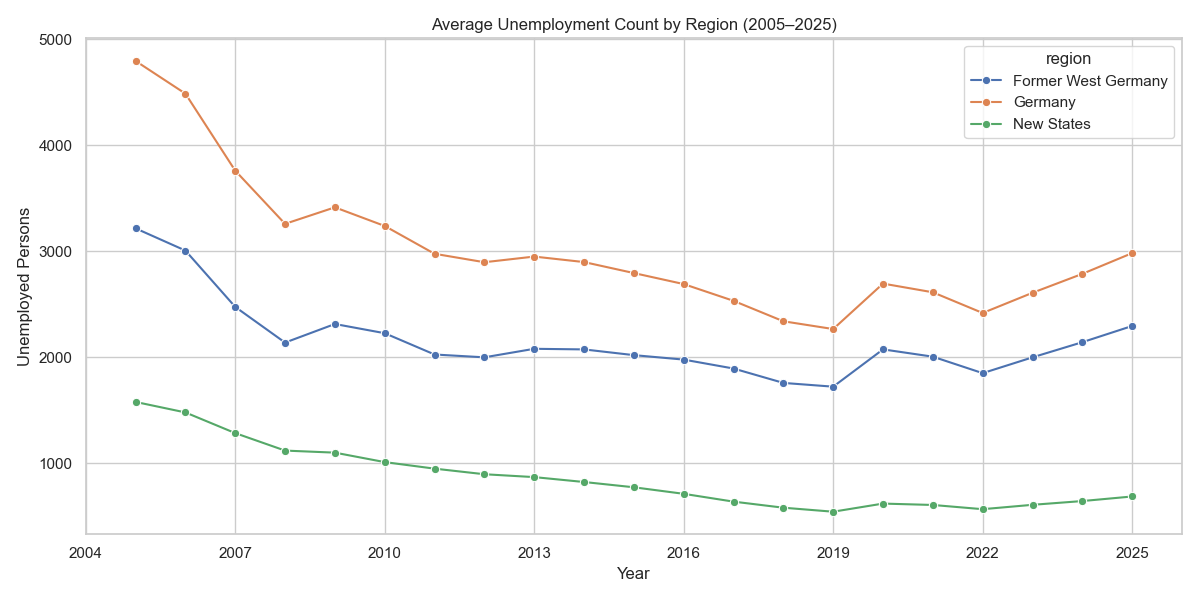 Average Unemployment Count by Region (2005–2025)
region
Former West Germany
Germany
New States
Unemployed Persons
5000
4000
3000
2000
1000
2004 2007 2010 2013 2016 2019 2022 2025
Year